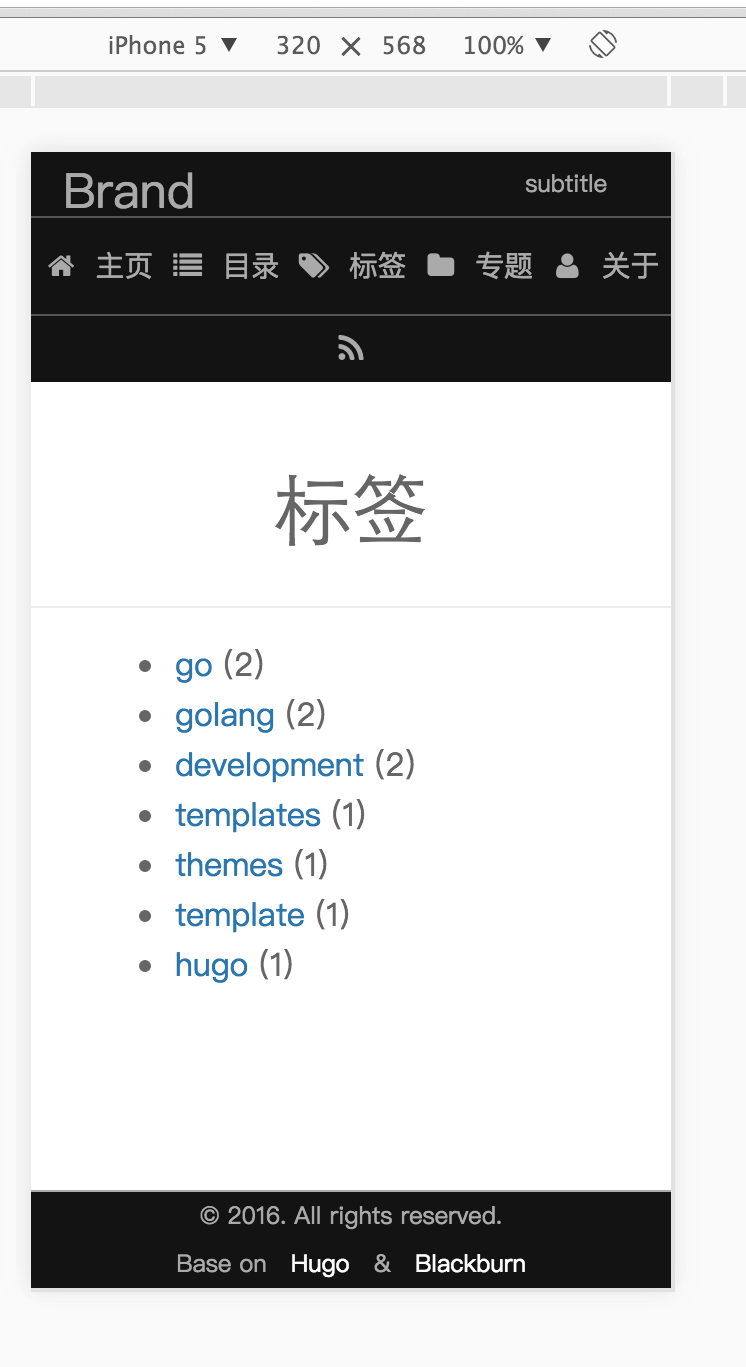 iPhone 5 ▼ 320 × 568 100% ▼
Brand subtitle
主页 目录 标签 专题 关于
标签
• go (2)
• golang (2)
• development (2)
• templates (1)
• themes (1)
• template (1)
• hugo (1)
© 2016. All rights reserved.
Base on Hugo & Blackburn